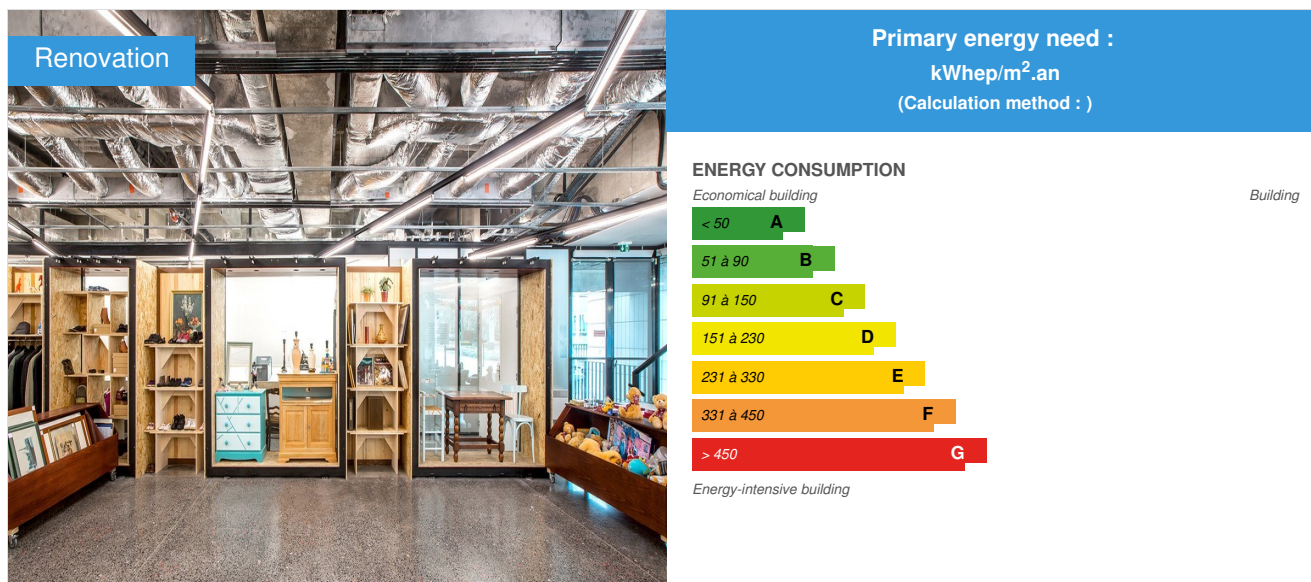 Renovation
Primary energy need :
kWhep/m².an
(Calculation method : )
ENERGY CONSUMPTION
Economical building
Building
< 50 A
51 à 90 B
91 à 150 C
151 à 230 D
231 à 330 E
331 à 450 F
> 450 G
Energy-intensive building